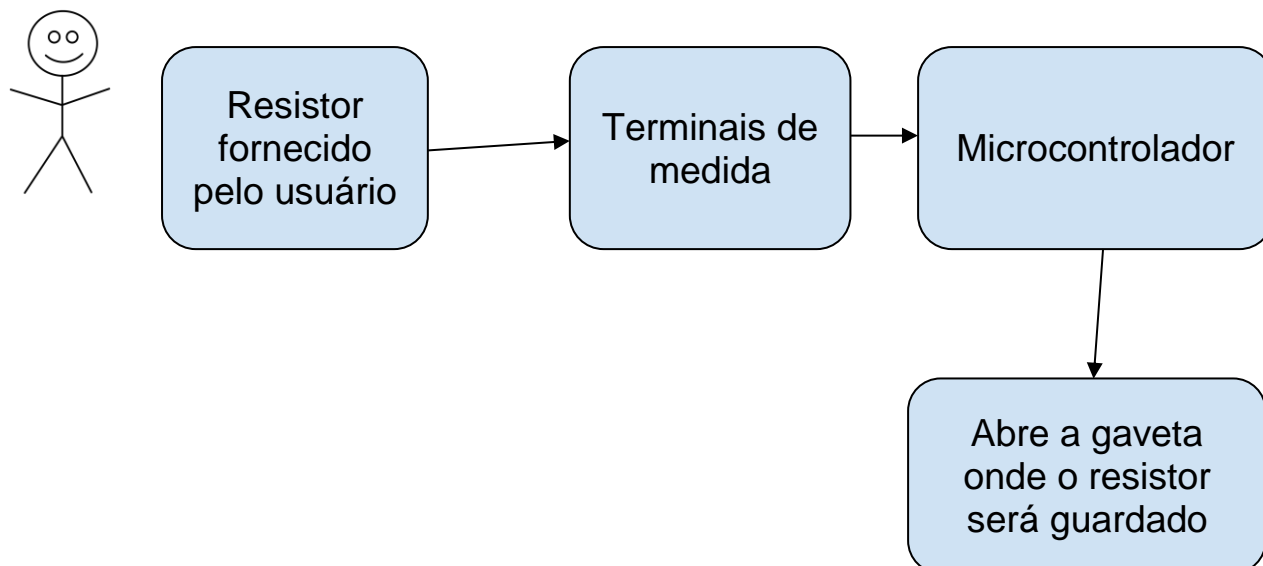 Resistor
fornecido
pelo usuário
Terminais de
medida
Microcontrolador
Abre a gaveta
onde o resistor
será guardado